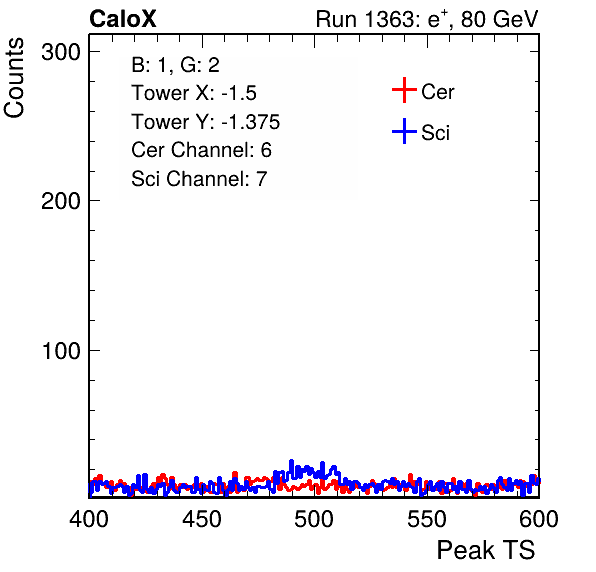 CaloX Run 1363: e⁺, 80 GeV
Counts
300
200
100
B: 1, G: 2
Tower X: -1.5
Tower Y: -1.375
Cer Channel: 6
Sci Channel: 7
Cer
Sci
400 450 500 550 600
Peak TS